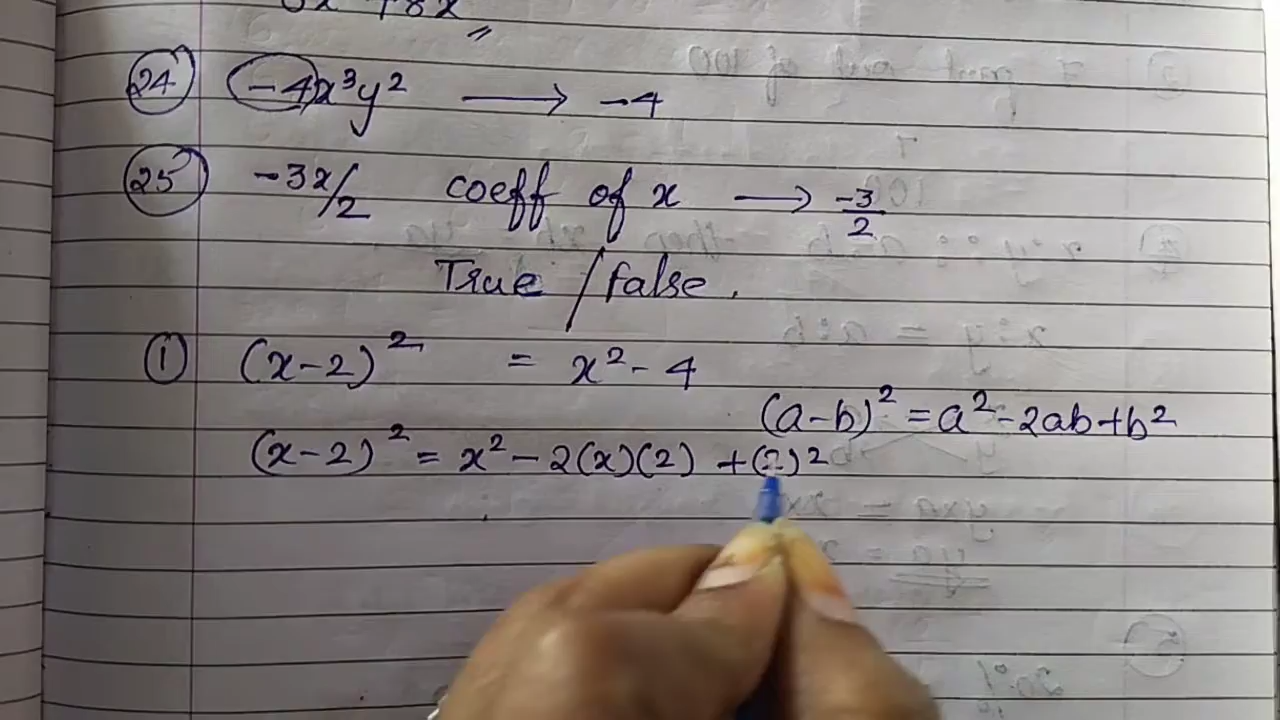 24 -4x³y² → -4
25 -3x/2 coeff of x → -3/2
True / False.
1 (x-2)² = x² - 4
(a-b)² = a² - 2ab + b²
(x-2)² = x² - 2(x)(2) + (2)²